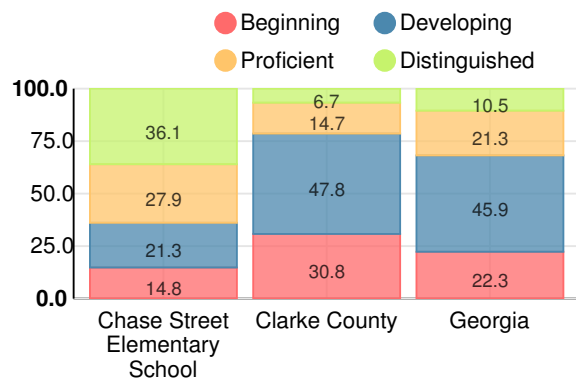 Beginning
Developing
Proficient
Distinguished
100.0
75.0
50.0
25.0
0.0
36.1
27.9
21.3
14.8
6.7
14.7
47.8
30.8
10.5
21.3
45.9
22.3
Chase Street
Elementary
School
Clarke County
Georgia